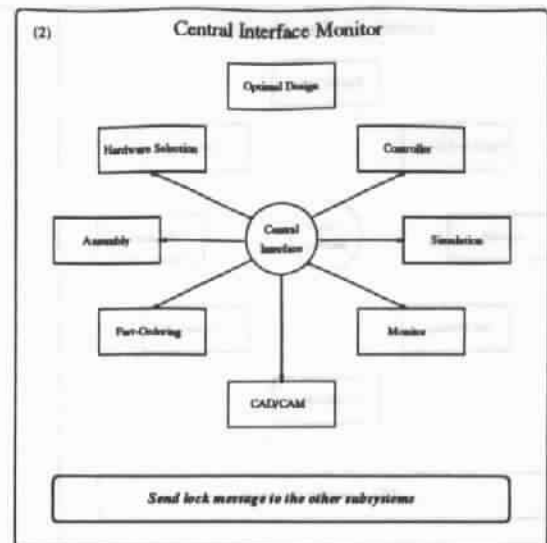 (2)
Central Interface Monitor
Optimal Design
Hardware Selection
Controller
Central
Interface
Assembly
Simulation
Part-Ordering
Monitor
CAD/CAM
Send lock message to the other subsystems